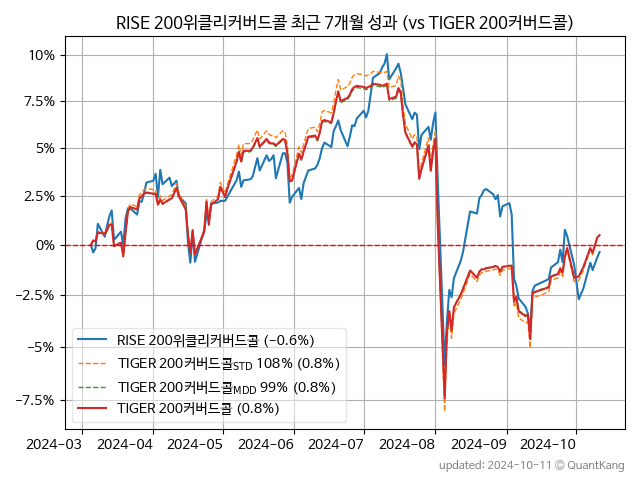 RISE 200위클리커버드콜 최근 7개월 성과 (vs TIGER 200커버드콜)
10%
7.5%
5%
2.5%
0%
−2.5%
−5%
−7.5%
RISE 200위클리커버드콜 (−0.6%)
TIGER 200커버드콜STD 108% (0.8%)
TIGER 200커버드콜MDD 99% (0.8%)
TIGER 200커버드콜 (0.8%)
2024-03 2024-04 2024-05 2024-06 2024-07 2024-08 2024-09 2024-10
updated: 2024-10-11 © QuantKang